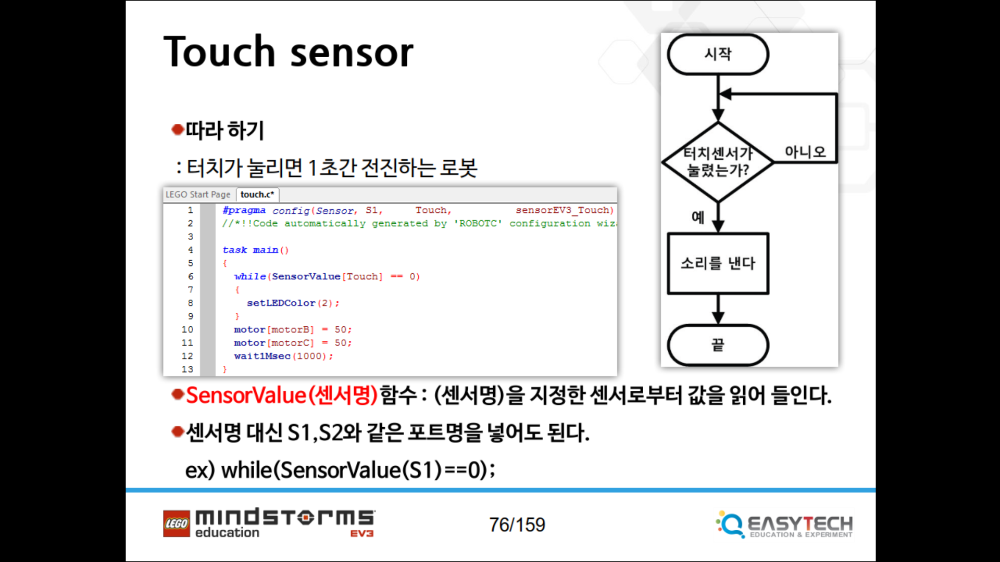 Touch sensor
따라 하기
: 터치가 눌리면 1초간 전진하는 로봇
LEGO Start Page touch.c*
1 #pragma config(Sensor, S1, Touch, sensorEV3_Touch)
2 //*!!Code automatically generated by 'ROBOTC' configuration wiz
3
4 task main()
5 {
6 while(SensorValue[Touch] == 0)
7 {
8 setLEDColor(2);
9 }
10 motor[motorB] = 50;
11 motor[motorC] = 50;
12 wait1Msec(1000);
13 }
시작
터치센서가
눌렸는가?
아니오
예
소리를 낸다
끝
SensorValue(센서명)함수 : (센서명)을 지정한 센서로부터 값을 읽어 들인다.
센서명 대신 S1,S2와 같은 포트명을 넣어도 된다.
ex) while(SensorValue(S1)==0);
LEGO mindstorms
education EV3
76/159
EASYTECH
EDUCATION & EXPERIMENT